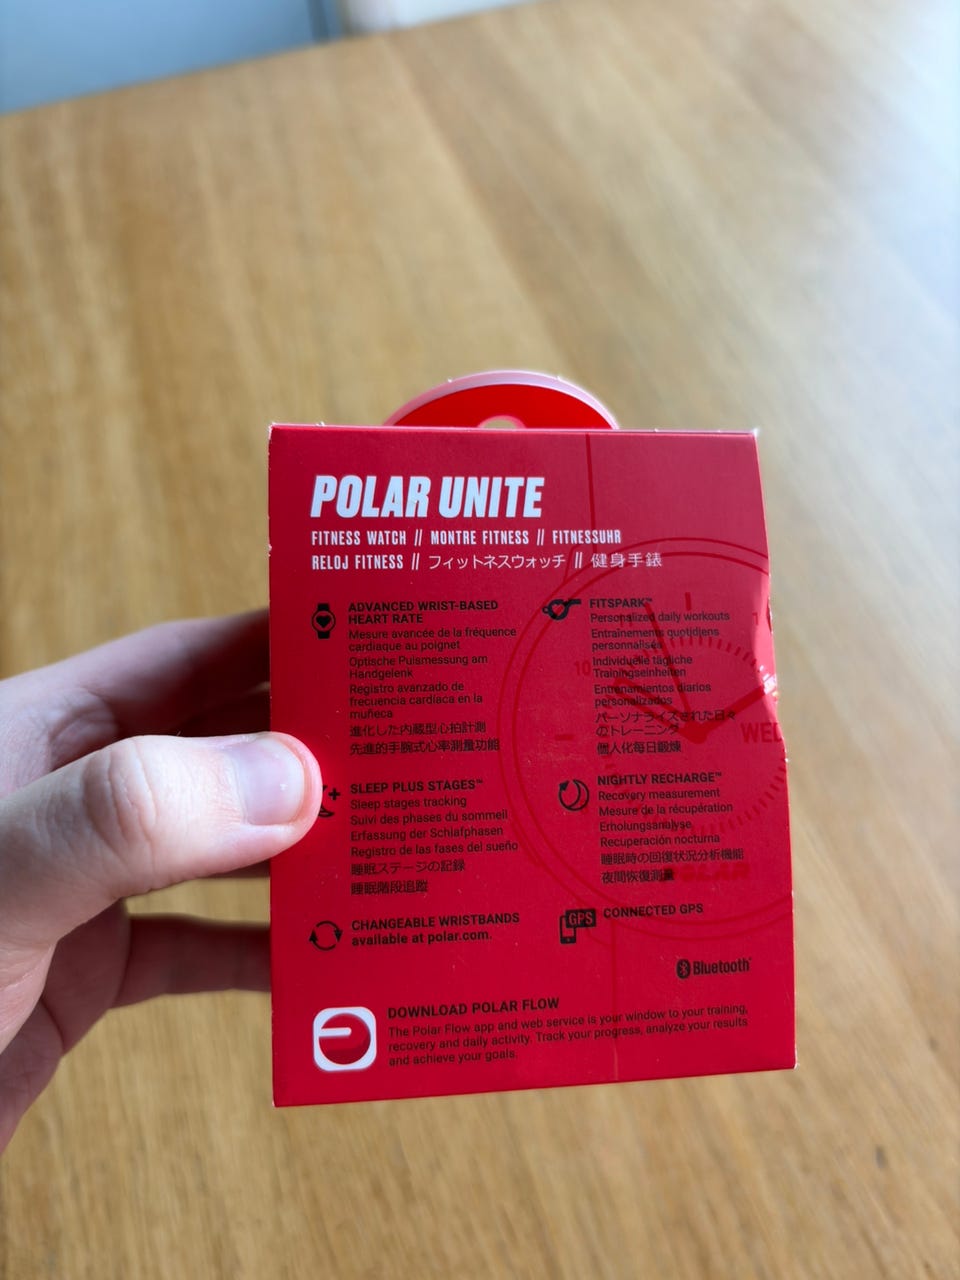 POLAR UNITE
FITNESS WATCH // MONTRE FITNESS // FITNESSUHR
RELOJ FITNESS // フィットネスウォッチ // 健身手錶
ADVANCED WRIST-BASED
HEART RATE
Mesure avancée de la fréquence
cardiaque au poignet
Optische Pulsmessung am
Handgelenk
Registro avanzado de
frecuencia cardíaca en la
muñeca
進化した内蔵型心拍計測
先進的手腕式心率測量功能
FITSPARK™
Personalized daily workouts
Entraînements quotidiens
personnalisés
Individuelle tägliche
Trainingseinheiten
Entrenamientos diarios
personalizados
パーソナライズされた日々
のトレーニング
個人化每日鍛煉
10
WED
SLEEP PLUS STAGES™
Sleep stages tracking
Suivi des phases du sommeil
Erfassung der Schlafphasen
Registro de las fases del sueño
睡眠ステージの記録
睡眠階段追蹤
NIGHTLY RECHARGE™
Recovery measurement
Mesure de la récupération
Erholungsanalyse
Recuperación nocturna
睡眠時の回復状況分析機能
夜間恢復測量
POLAR
CHANGEABLE WRISTBANDS
available at polar.com.
GPS
CONNECTED GPS
Bluetooth®
DOWNLOAD POLAR FLOW
The Polar Flow app and web service is your window to your training,
recovery and daily activity. Track your progress, analyze your results
and achieve your goals.